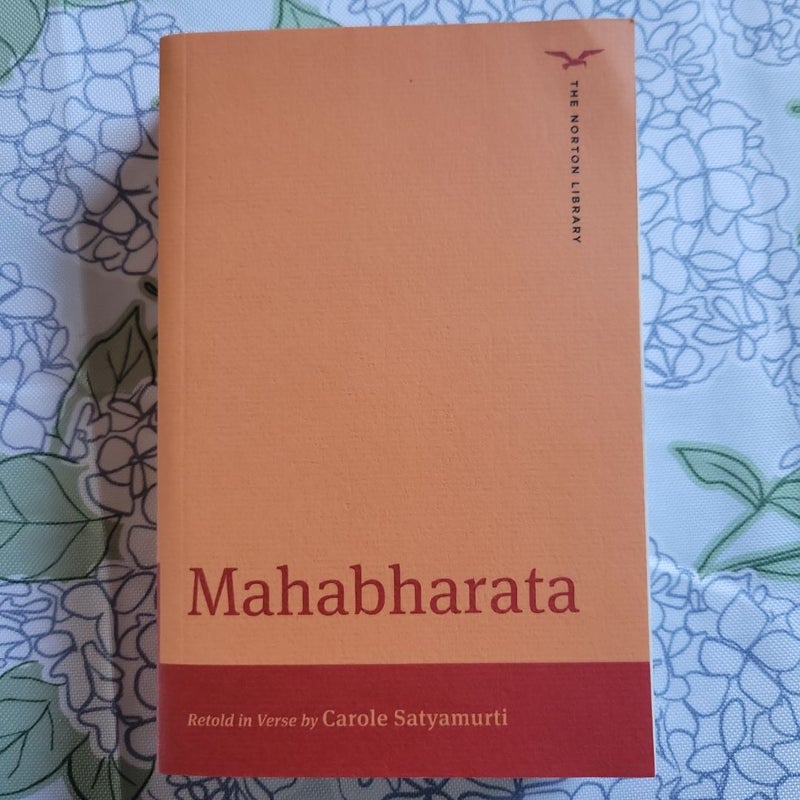 THE NORTON LIBRARY
Mahabharata
Retold in Verse by Carole Satyamurti